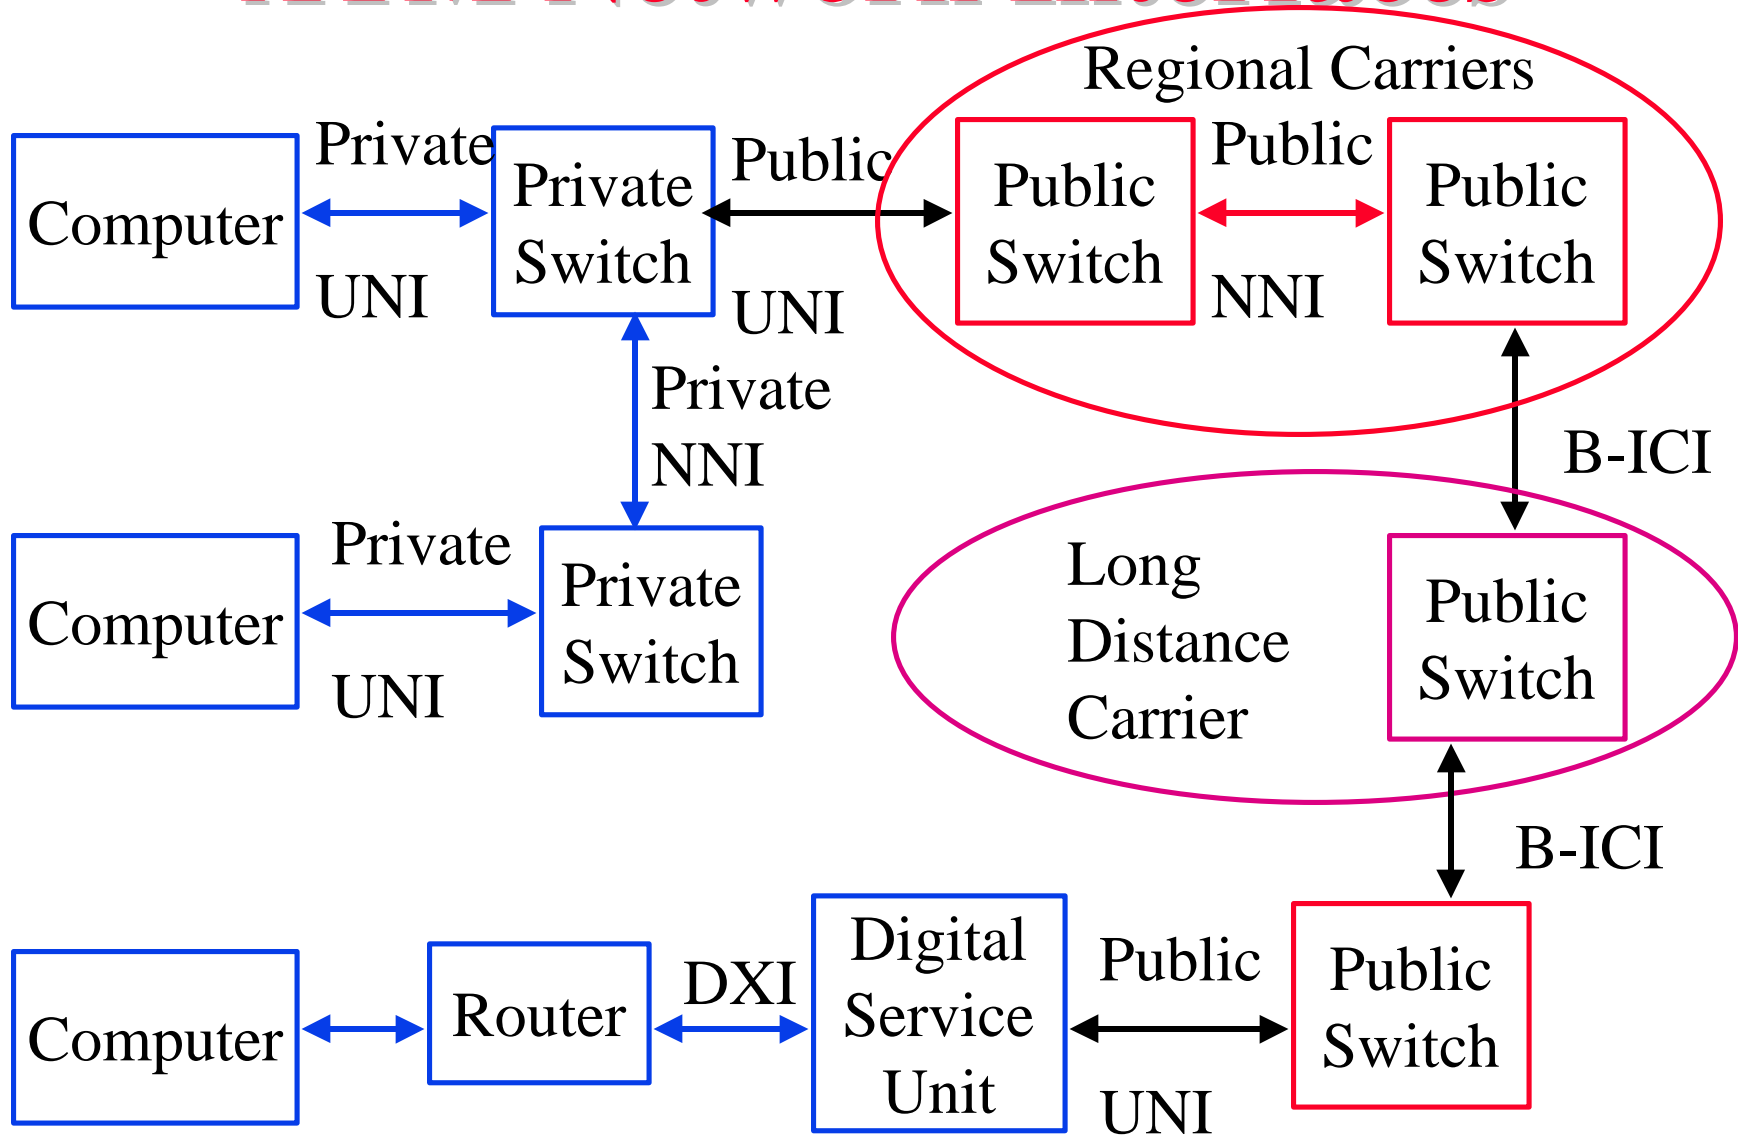 Regional Carriers
Computer
Private
UNI
Private
Switch
Public
UNI
Public
Switch
Public
NNI
Public
Switch
Private
NNI
B-ICI
Computer
Private
UNI
Private
Switch
Long
Distance
Carrier
Public
Switch
B-ICI
Computer
Router
DXI
Digital
Service
Unit
Public
UNI
Public
Switch